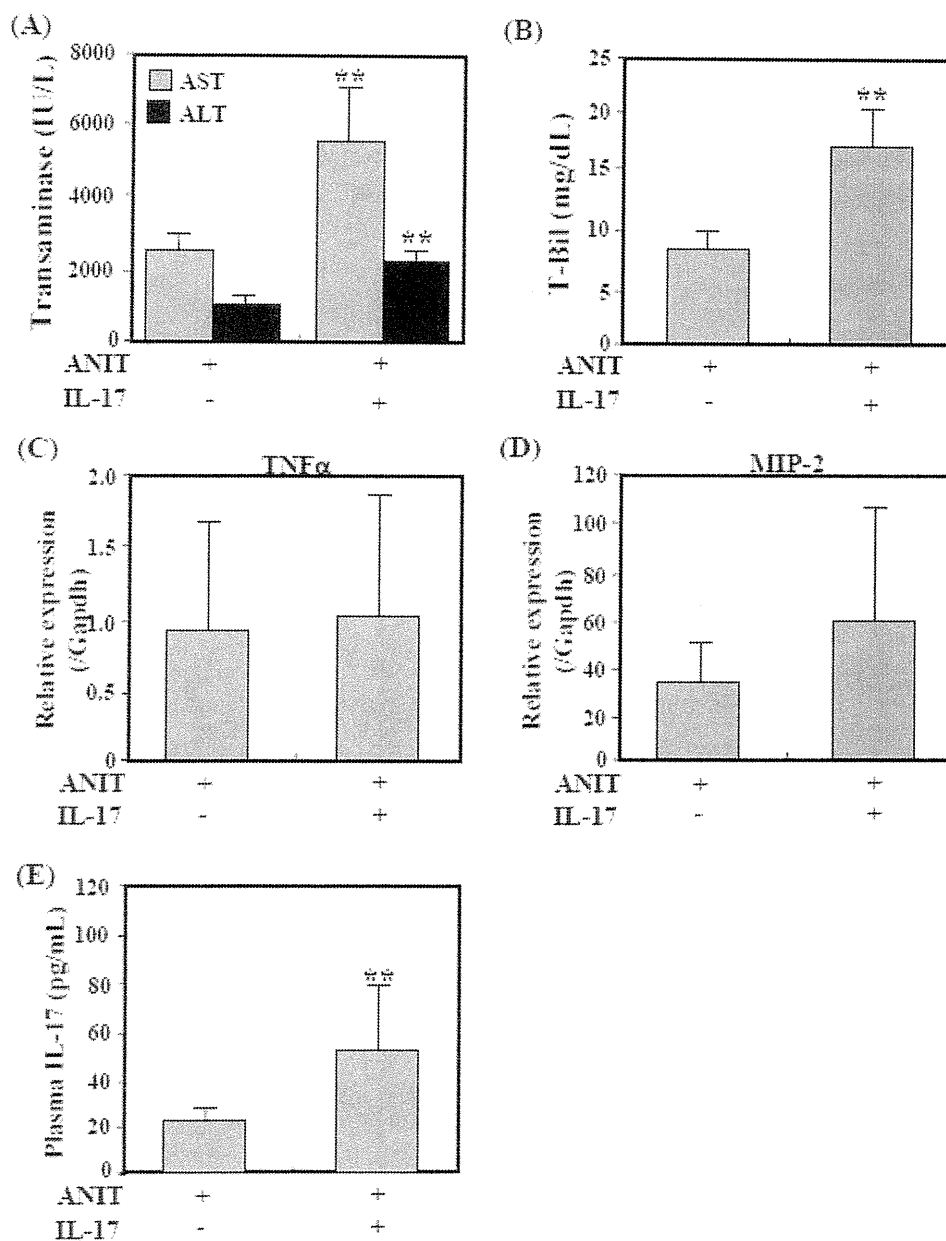 (A)
Transaminase (IU/L)
8000
6000
4000
2000
0
AST
ALT
**
**
ANIT + +
IL-17 - +
(B)
T-Bil (mg/dL)
25
20
15
10
5
0
**
ANIT + +
IL-17 - +
(C)
TNFα
Relative expression
(/Gapdh)
2.0
1.5
1.0
0.5
0
ANIT + +
IL-17 - +
(D)
MIP-2
Relative expression
(/Gapdh)
120
100
80
60
40
20
0
ANIT + +
IL-17 - +
(E)
Plasma IL-17 (pg/mL)
120
100
80
60
40
20
0
**
ANIT + +
IL-17 - +